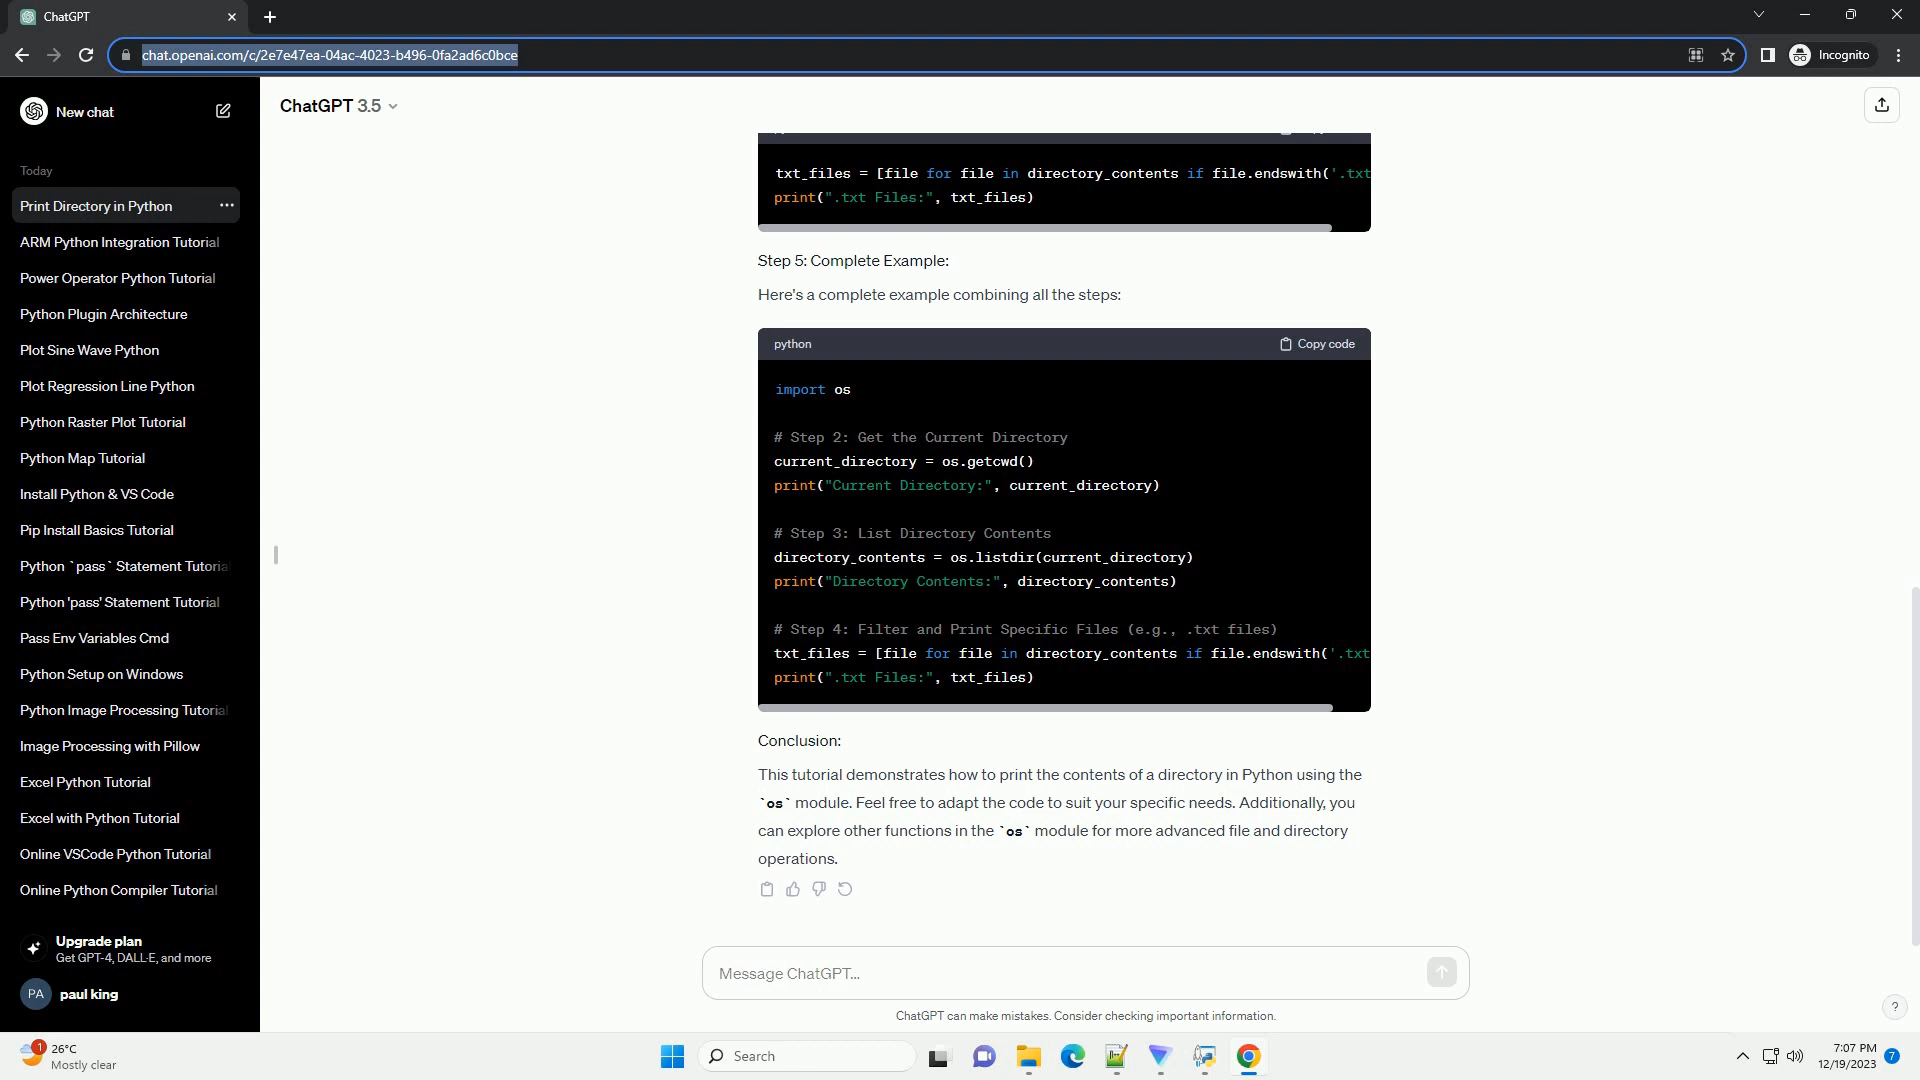 ChatGPT
chat.openai.com/c/2e7e47ea-04ac-4023-b496-0fa2ad6c0bce
Incognito
New chat
ChatGPT 3.5
Today
Print Directory in Python
ARM Python Integration Tutorial
Power Operator Python Tutorial
Python Plugin Architecture
Plot Sine Wave Python
Plot Regression Line Python
Python Raster Plot Tutorial
Python Map Tutorial
Install Python & VS Code
Pip Install Basics Tutorial
Python `pass` Statement Tutoria
Python 'pass' Statement Tutorial
Pass Env Variables Cmd
Python Setup on Windows
Python Image Processing Tutorial
Image Processing with Pillow
Excel Python Tutorial
Excel with Python Tutorial
Online VSCode Python Tutorial
Online Python Compiler Tutorial
Upgrade plan
Get GPT-4, DALL·E, and more
PA
paul king
txt_files = [file for file in directory_contents if file.endswith('.txt
print(".txt Files:", txt_files)
Step 5: Complete Example:
Here's a complete example combining all the steps:
python
Copy code
import os
# Step 2: Get the Current Directory
current_directory = os.getcwd()
print("Current Directory:", current_directory)
# Step 3: List Directory Contents
directory_contents = os.listdir(current_directory)
print("Directory Contents:", directory_contents)
# Step 4: Filter and Print Specific Files (e.g., .txt files)
txt_files = [file for file in directory_contents if file.endswith('.txt
print(".txt Files:", txt_files)
Conclusion:
This tutorial demonstrates how to print the contents of a directory in Python using the
`os` module. Feel free to adapt the code to suit your specific needs. Additionally, you
can explore other functions in the `os` module for more advanced file and directory
operations.
Message ChatGPT...
ChatGPT can make mistakes. Consider checking important information.
?
1
26°C
Mostly clear
Search
7:07 PM
12/19/2023
7